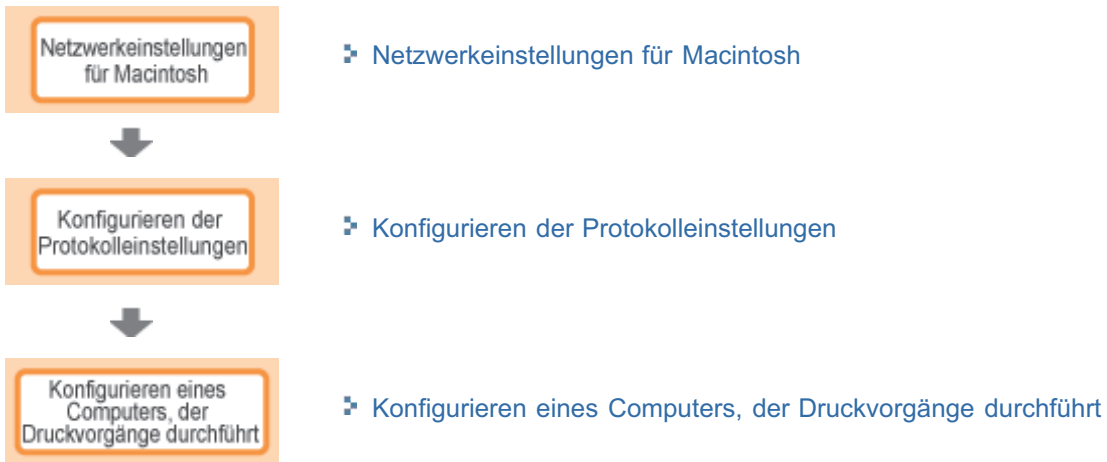 Netzwerkeinstellungen
für Macintosh
Netzwerkeinstellungen für Macintosh
Konfigurieren der
Protokolleinstellungen
Konfigurieren der Protokolleinstellungen
Konfigurieren eines
Computers, der
Druckvorgänge durchführt
Konfigurieren eines Computers, der Druckvorgänge durchführt